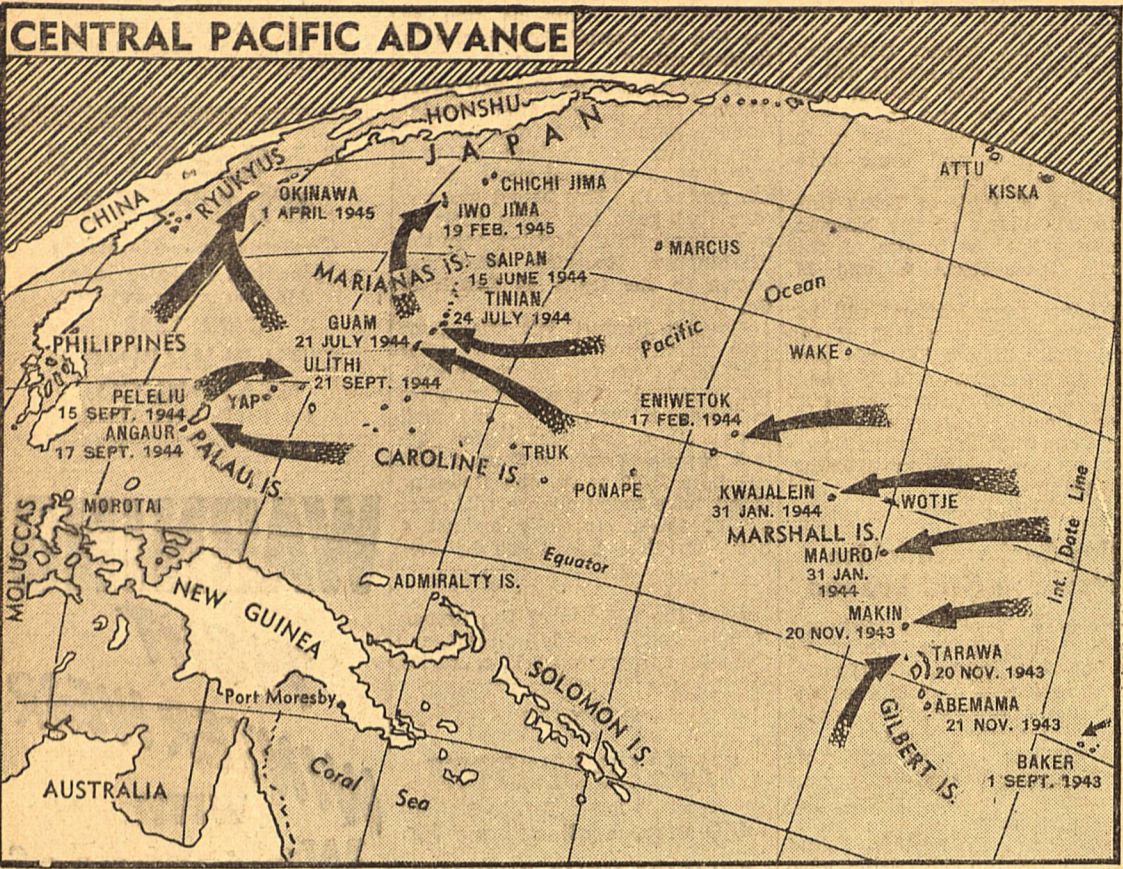 CENTRAL PACIFIC ADVANCE
HONSHU
JAPAN
CHINA
RYUKYUS
OKINAWA
1 APRIL 1945
CHICHI JIMA
IWO JIMA
19 FEB. 1945
ATTU
KISKA
MARCUS
MARIANAS IS.
SAIPAN
15 JUNE 1944
TINIAN
24 JULY 1944
Pacific
Ocean
PHILIPPINES
GUAM
21 JULY 1944
WAKE
ULITHI
21 SEPT. 1944
YAP
PELELIU
15 SEPT. 1944
ANGAUR
17 SEPT. 1944
PALAU IS.
ENIWETOK
17 FEB. 1944
CAROLINE IS.
TRUK
PONAPE
KWAJALEIN
31 JAN. 1944
WOTJE
MARSHALL IS.
MAJURO
31 JAN.
1944
Int. Date Line
MOROTAI
MOLUCCAS
Equator
ADMIRALTY IS.
NEW GUINEA
MAKIN
20 NOV. 1943
TARAWA
20 NOV. 1943
ABEMAMA
21 NOV. 1943
GILBERT IS.
BAKER
1 SEPT. 1943
SOLOMON IS.
Port Moresby
Coral
Sea
AUSTRALIA